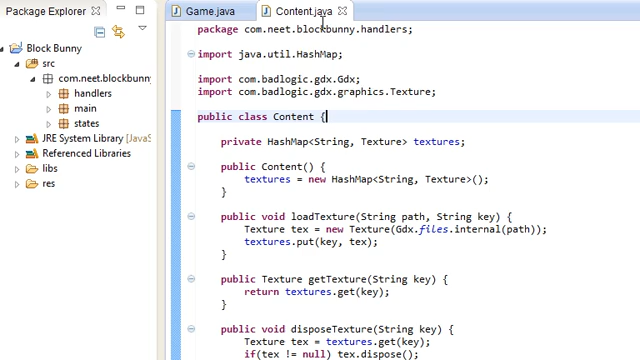 Package Explorer
Block Bunny
src
com.neet.blockbunny
handlers
main
states
JRE System Library [JavaS
Referenced Libraries
libs
res
Game.java
Content.java
package com.neet.blockbunny.handlers;
import java.util.HashMap;
import com.badlogic.gdx.Gdx;
import com.badlogic.gdx.graphics.Texture;
public class Content {
private HashMap<String, Texture> textures;
public Content() {
textures = new HashMap<String, Texture>();
}
public void loadTexture(String path, String key) {
Texture tex = new Texture(Gdx.files.internal(path));
textures.put(key, tex);
}
public Texture getTexture(String key) {
return textures.get(key);
}
public void disposeTexture(String key) {
Texture tex = textures.get(key);
if(tex != null) tex.dispose();